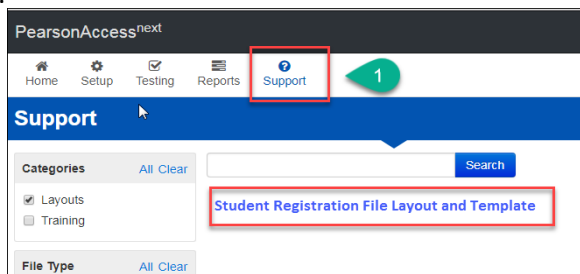 PearsonAccessnext
Home Setup Testing Reports Support
1
Support
Categories All Clear
Search
Layouts
Training
Student Registration File Layout and Template
File Type All Clear